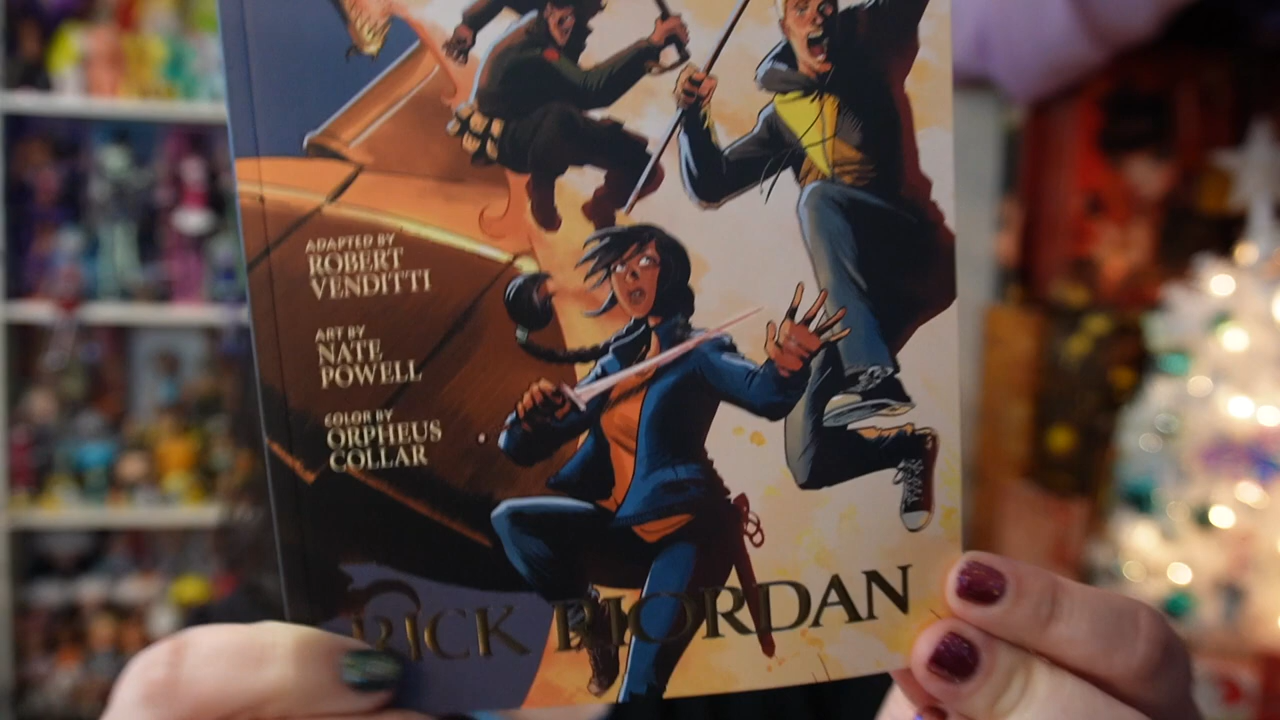 ADAPTED BY
ROBERT
VENDITTI
ART BY
NATE
POWELL
COLOR BY
ORPHEUS
COLLAR
RICK RIORDAN